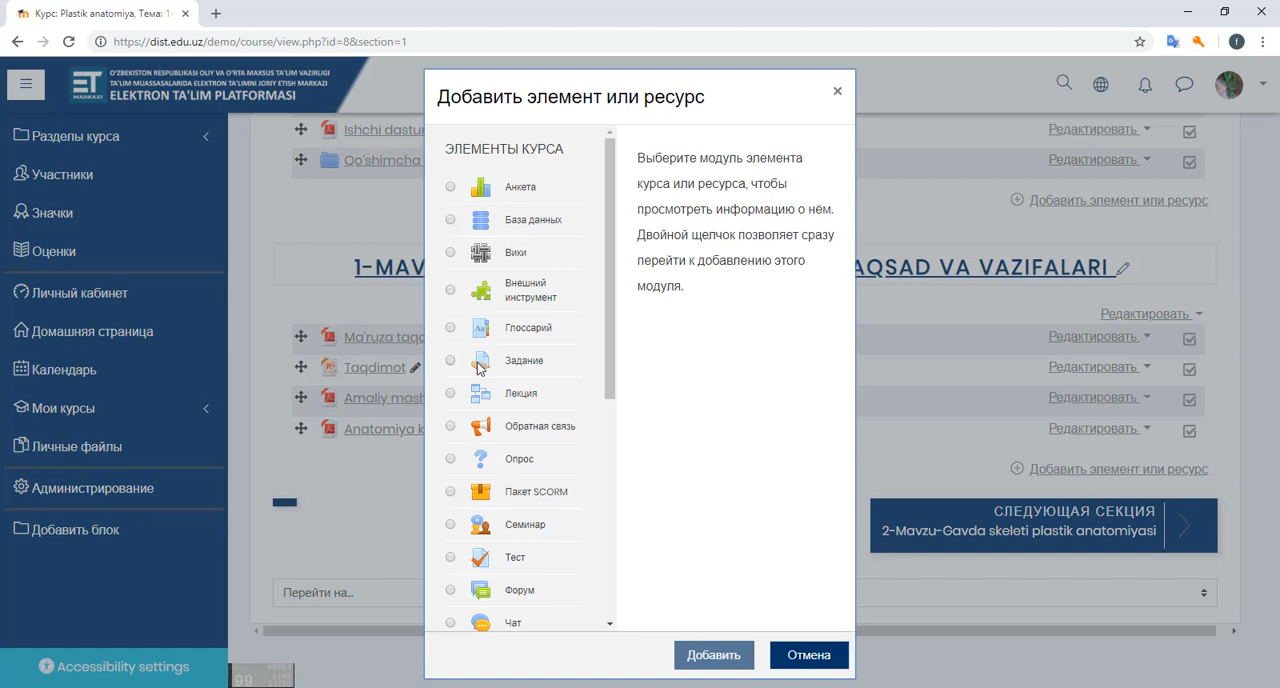 Курс: Plastik anatomiya, Тема: 1-
https://dist.edu.uz/demo/course/view.php?id=8&section=1
f
O'ZBEKISTON RESPUBLIKASI OLIY VA O'RTA MAXSUS TA'LIM VAZIRLIGI
TA'LIM MUASSASALARIDA ELEKTRON TA'LIMNI JORIY ETISH MARKAZI
ELEKTRON TA'LIM PLATFORMASI
ET
MARKAZI
Разделы курса
Участники
Значки
Оценки
Личный кабинет
Домашняя страница
Календарь
Мои курсы
Личные файлы
Администрирование
Добавить блок
Accessibility settings
Ishchi dastur
Редактировать
Qo'shimcha
Редактировать
Добавить элемент или ресурс
1-MAV
AQSAD VA VAZIFALARI
Редактировать
Ma'ruza taqd
Редактировать
Taqdimot
Редактировать
Amaliy mash
Редактировать
Anatomiya k
Редактировать
Добавить элемент или ресурс
СЛЕДУЮЩАЯ СЕКЦИЯ
2-Mavzu-Gavda skeleti plastik anatomiyasi
Перейти на...
99
Добавить элемент или ресурс
ЭЛЕМЕНТЫ КУРСА
Анкета
База данных
Вики
Внешний
инструмент
Глоссарий
Задание
Лекция
Обратная связь
Опрос
Пакет SCORM
Семинар
Тест
Форум
Чат
Выберите модуль элемента
курса или ресурса, чтобы
просмотреть информацию о нём.
Двойной щелчок позволяет сразу
перейти к добавлению этого
модуля.
Добавить
Отмена